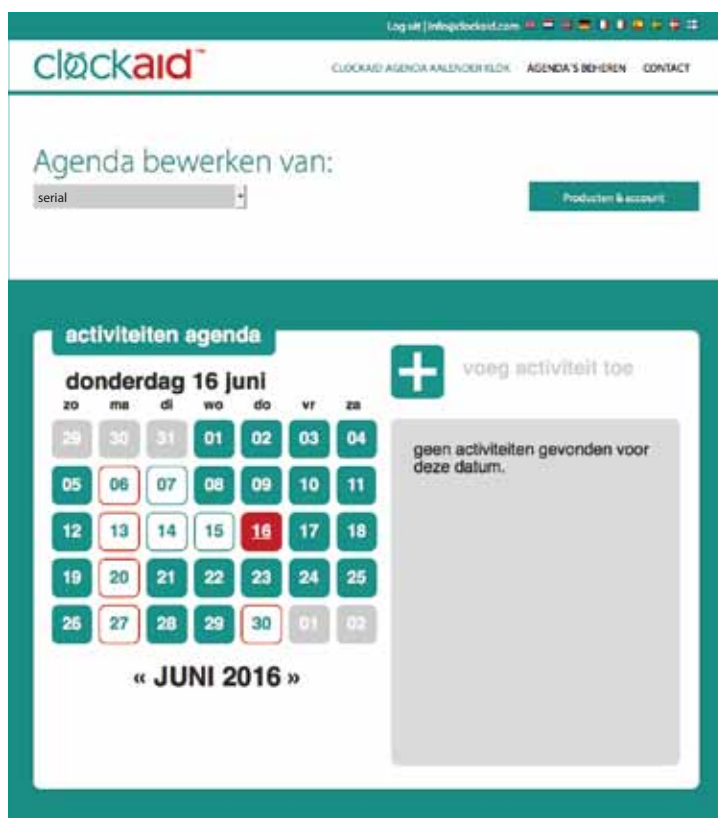 Log uit | info@clockaid.com
clockaid™
CLOCKAID AGENDA KALENDER KLOK AGENDA'S BEHEREN CONTACT
Agenda bewerken van:
serial
Producten & account
activiteiten agenda
voeg activiteit toe
donderdag 16 juni
zo ma di wo do vr za
29 30 31 01 02 03 04
geen activiteiten gevonden voor
deze datum.
05 06 07 08 09 10 11
12 13 14 15 16 17 18
19 20 21 22 23 24 25
26 27 28 29 30 01 02
« JUNI 2016 »